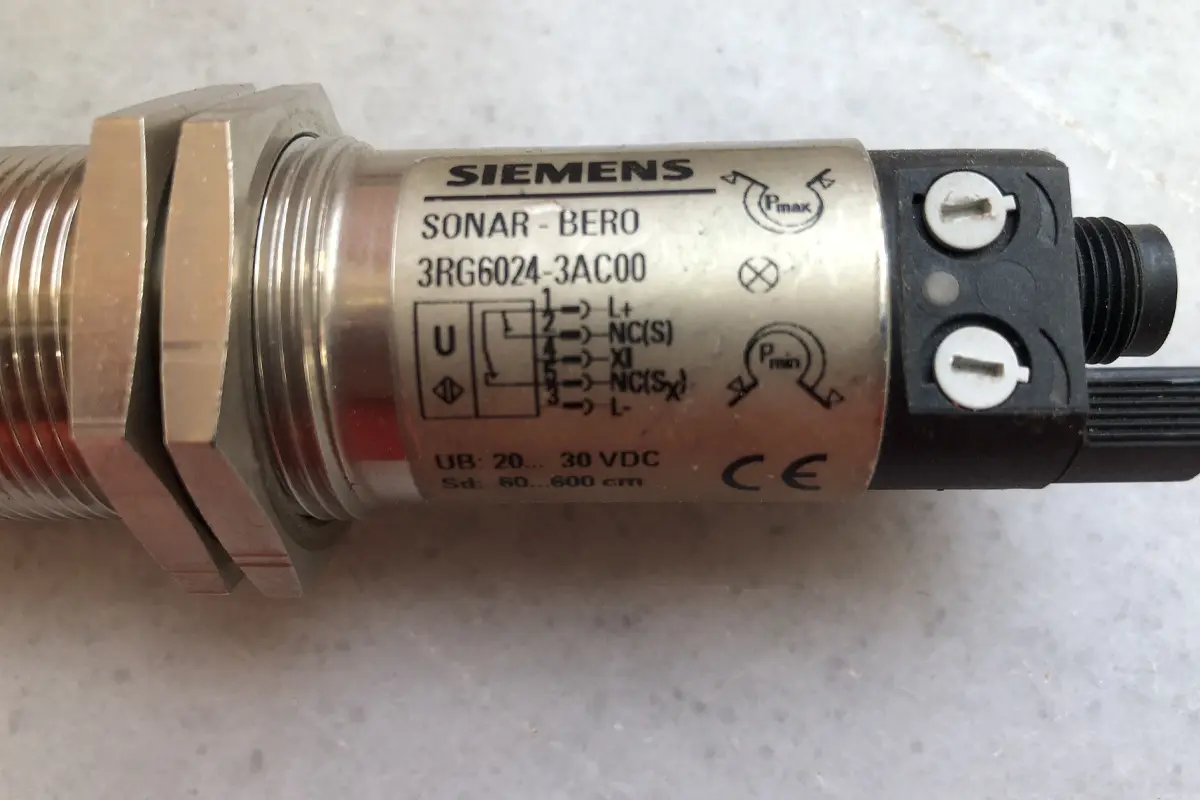 SIEMENS
SONAR - BERO
3RG6024-3AC00
1 L+
2 NC(S)
4 XI
5 NC(Sx)
3 L-
U
UB: 20... 30 VDC
Sd: 60...600 cm
Pmax
Pmin
CE